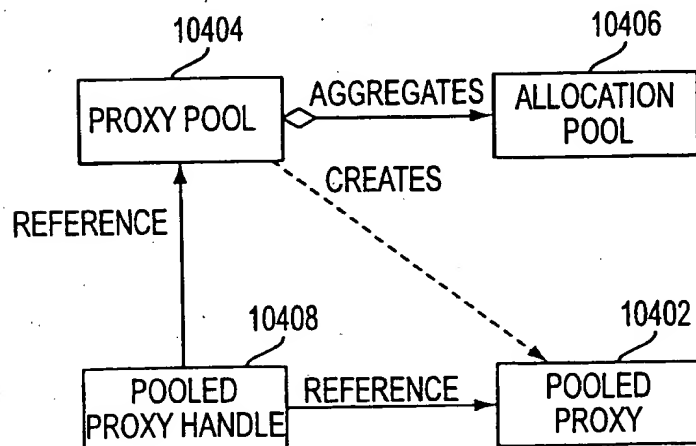 10404
PROXY POOL
AGGREGATES
10406
ALLOCATION
POOL
CREATES
REFERENCE
10408
POOLED
PROXY HANDLE
REFERENCE
10402
POOLED
PROXY